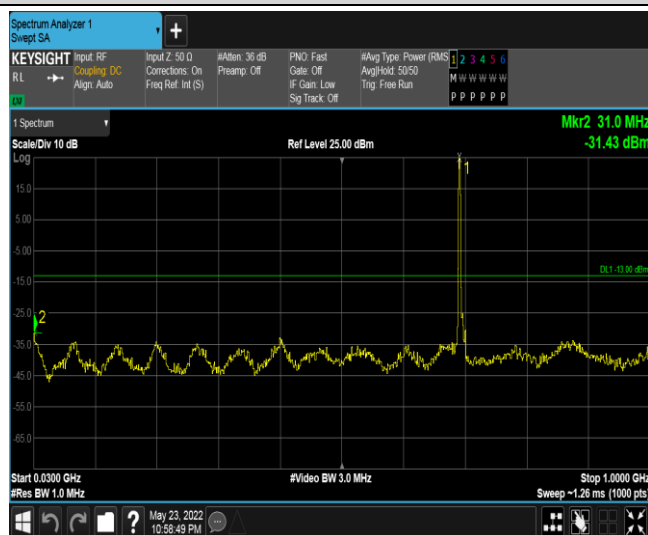 Spectrum Analyzer 1
Swept SA
KEYSIGHT
RL
Input: RF
Coupling: DC
Align: Auto
Input Z: 50 Ω
Corrections: On
Freq Ref: Int (S)
#Atten: 36 dB
Preamp: Off
PNO: Fast
Gate: Off
IF Gain: Low
Sig Track: Off
#Avg Type: Power (RMS
Avg|Hold: 50/50
Trig: Free Run
1 2 3 4 5 6
M W W W W W
P P P P P P
LXI
1 Spectrum
Mkr2 31.0 MHz
Scale/Div 10 dB
Ref Level 25.00 dBm
-31.43 dBm
Log
1
15.0
5.00
-5.00
DL1 -13.00 dBm
-15.0
-25.0
2
-35.0
-45.0
-55.0
-65.0
Start 0.0300 GHz
#Video BW 3.0 MHz
Stop 1.0000 GHz
#Res BW 1.0 MHz
Sweep ~1.26 ms (1000 pts)
?
May 23, 2022
10:58:49 PM